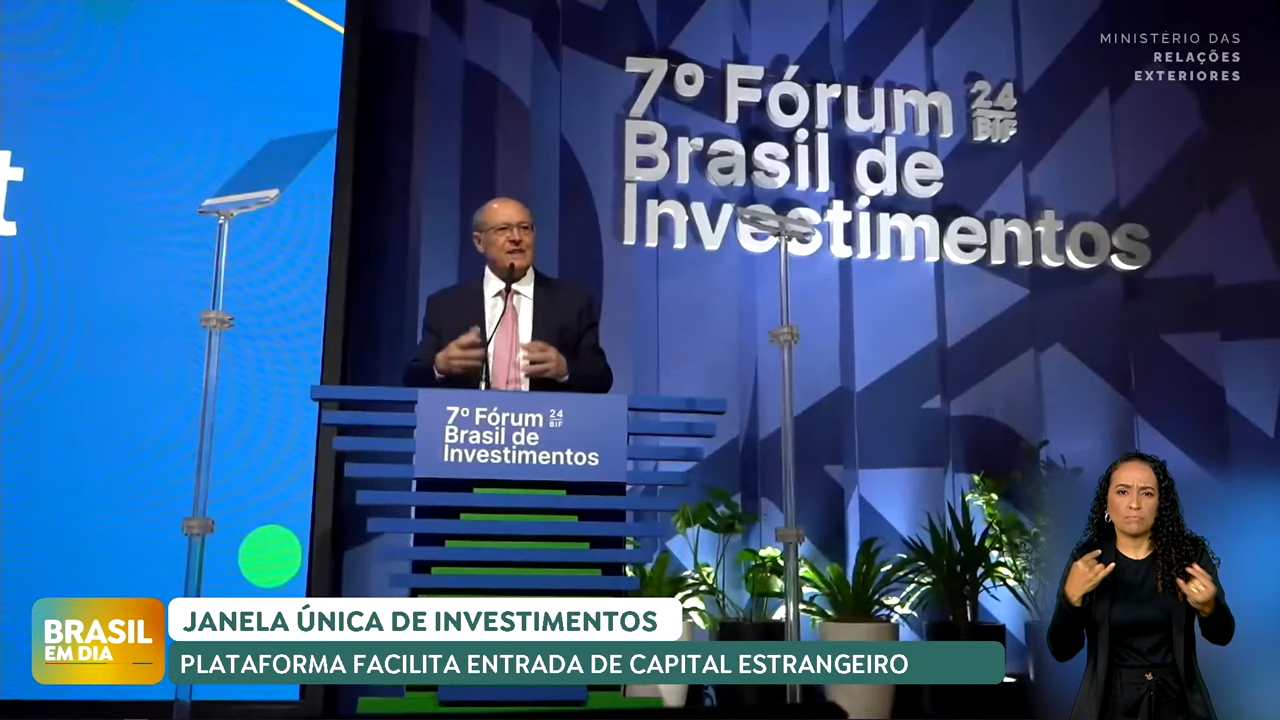 MINISTÉRIO DAS
RELAÇÕES
EXTERIORES
7º Fórum 24 BIF
Brasil de
Investimentos
t
7º Fórum 24 BIF
Brasil de
Investimentos
BRASIL
EM DIA
JANELA ÚNICA DE INVESTIMENTOS
PLATAFORMA FACILITA ENTRADA DE CAPITAL ESTRANGEIRO